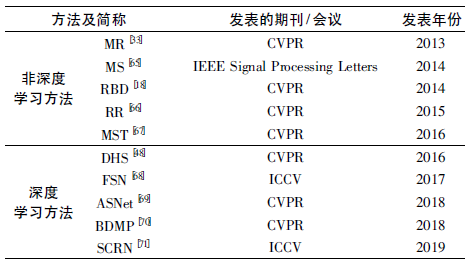 方法及简称 发表的期刊/会议 发表年份
MR [33] CVPR 2013
MS [65] IEEE Signal Processing Letters 2014
非深度 RBD [18] CVPR 2014
学习方法 RR [66] CVPR 2015
MST [67] CVPR 2016
DHS [48] CVPR 2016
深度 FSN [68] ICCV 2017
学习方法 ASNet [69] CVPR 2018
BDMP [70] CVPR 2018
SCRN [71] ICCV 2019